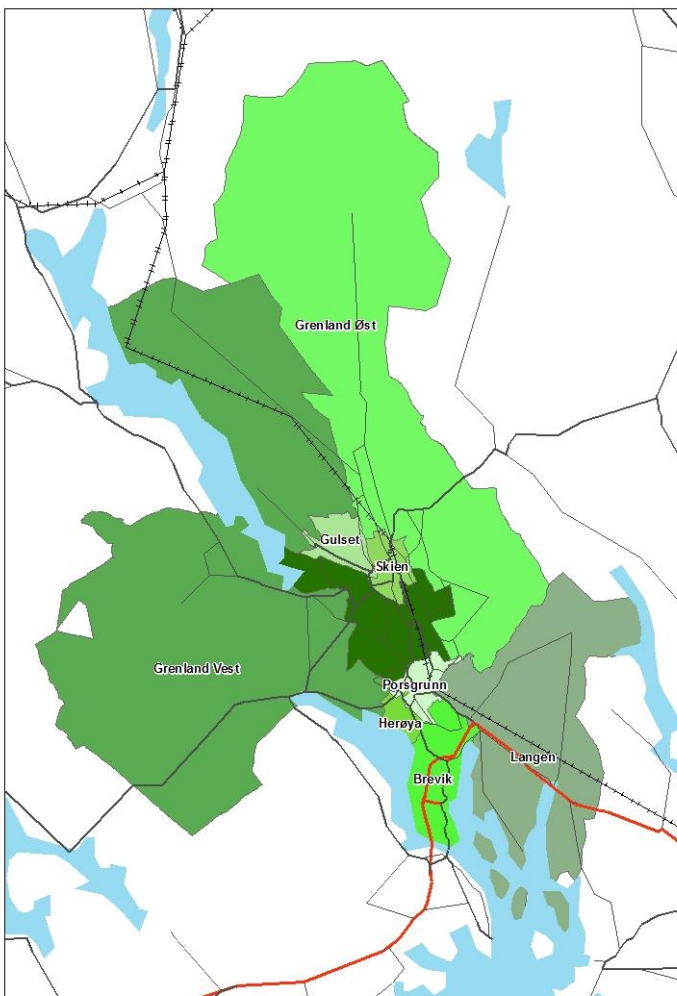 Grenland Øst
Gulset
Skien
Grenland Vest
Porsgrunn
Herøya
Langen
Brevik